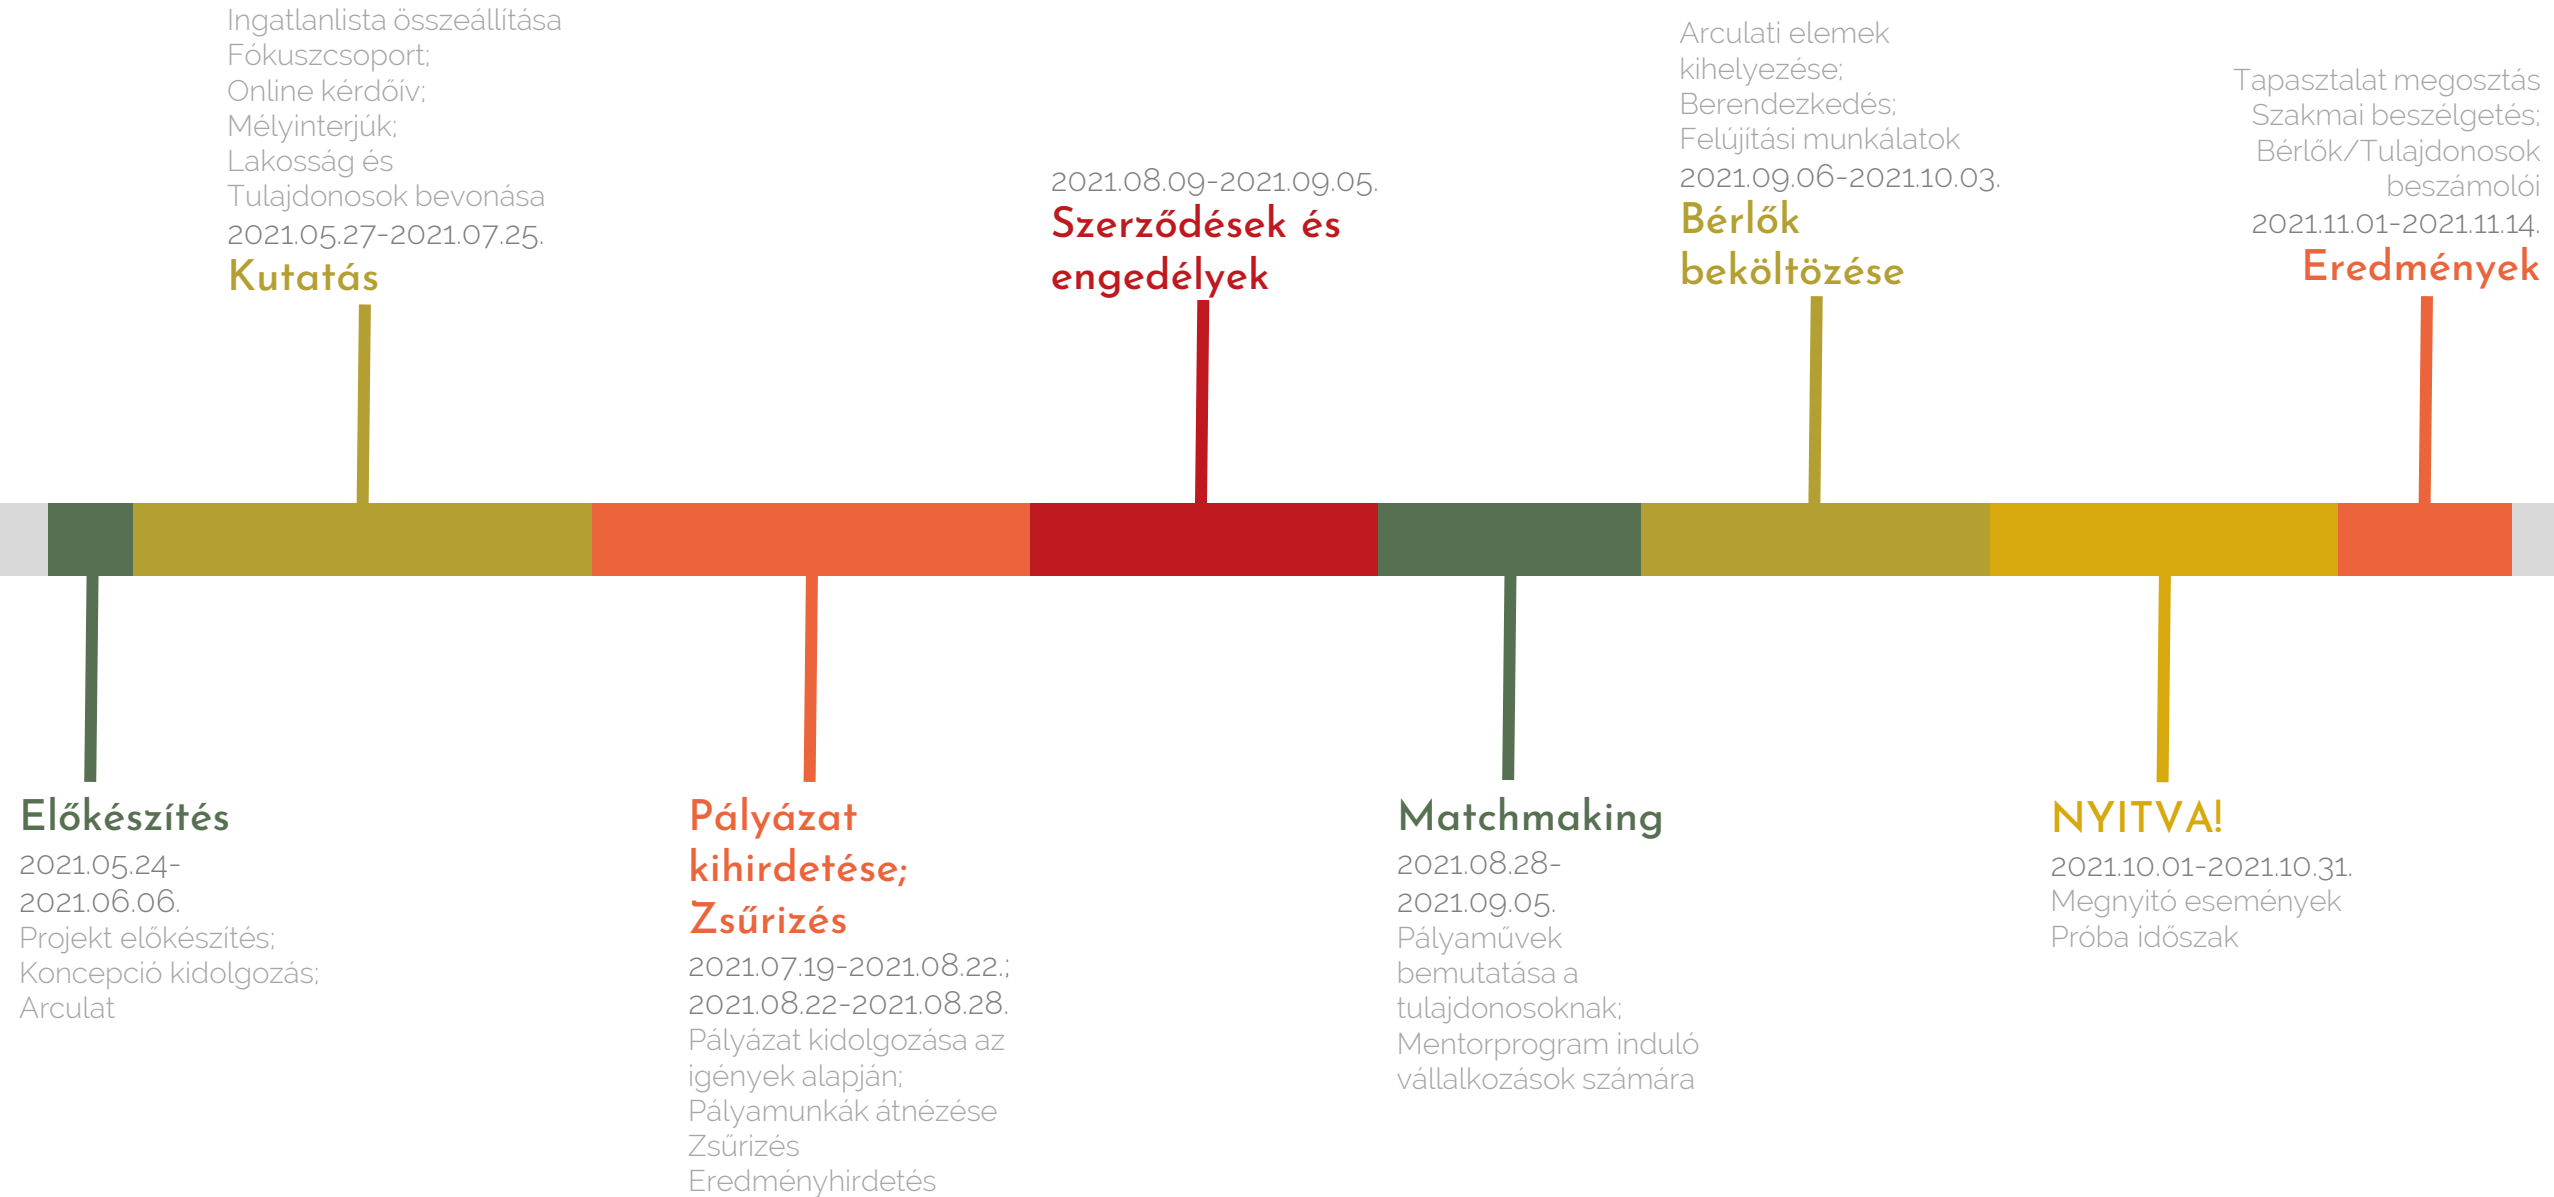 Ingatlanlista összeállítása
Fókuszcsoport;
Online kérdőív;
Mélyinterjúk;
Lakosság és
Tulajdonosok bevonása
2021.05.27-2021.07.25.
Kutatás
2021.08.09-2021.09.05.
Szerződések és
engedélyek
Arculati elemek
kihelyezése;
Berendezkedés;
Felújítási munkálatok
2021.09.06-2021.10.03.
Bérlők
beköltözése
Tapasztalat megosztás
Szakmai beszélgetés;
Bérlők/Tulajdonosok
beszámolói
2021.11.01-2021.11.14.
Eredmények
Előkészítés
2021.05.24-
2021.06.06.
Projekt előkészítés;
Koncepció kidolgozás;
Arculat
Pályázat
kihirdetése;
Zsűrizés
2021.07.19-2021.08.22.;
2021.08.22-2021.08.28.
Pályázat kidolgozása az
igények alapján;
Pályamunkák átnézése
Zsűrizés
Eredményhirdetés
Matchmaking
2021.08.28-
2021.09.05.
Pályaművek
bemutatása a
tulajdonosoknak;
Mentorprogram induló
vállalkozások számára
NYITVA!
2021.10.01-2021.10.31.
Megnyitó események
Próba időszak